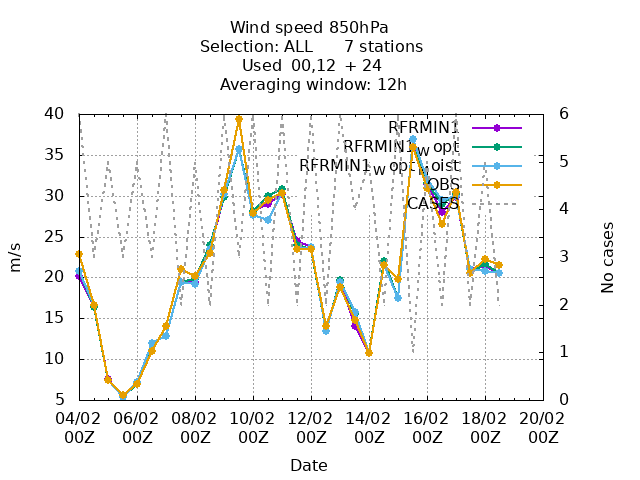 Wind speed 850hPa
Selection: ALL 7 stations
Used 00,12 + 24
Averaging window: 12h
40
35
30
25
20
15
10
5
6
5
4
3
2
1
0
m/s
No cases
RFRMIN1
RFRMIN1W opt
OBS
CASES
04/02 06/02 08/02 10/02 12/02 14/02 16/02 18/02 20/02
00Z 00Z 00Z 00Z 00Z 00Z 00Z 00Z 00Z
Date